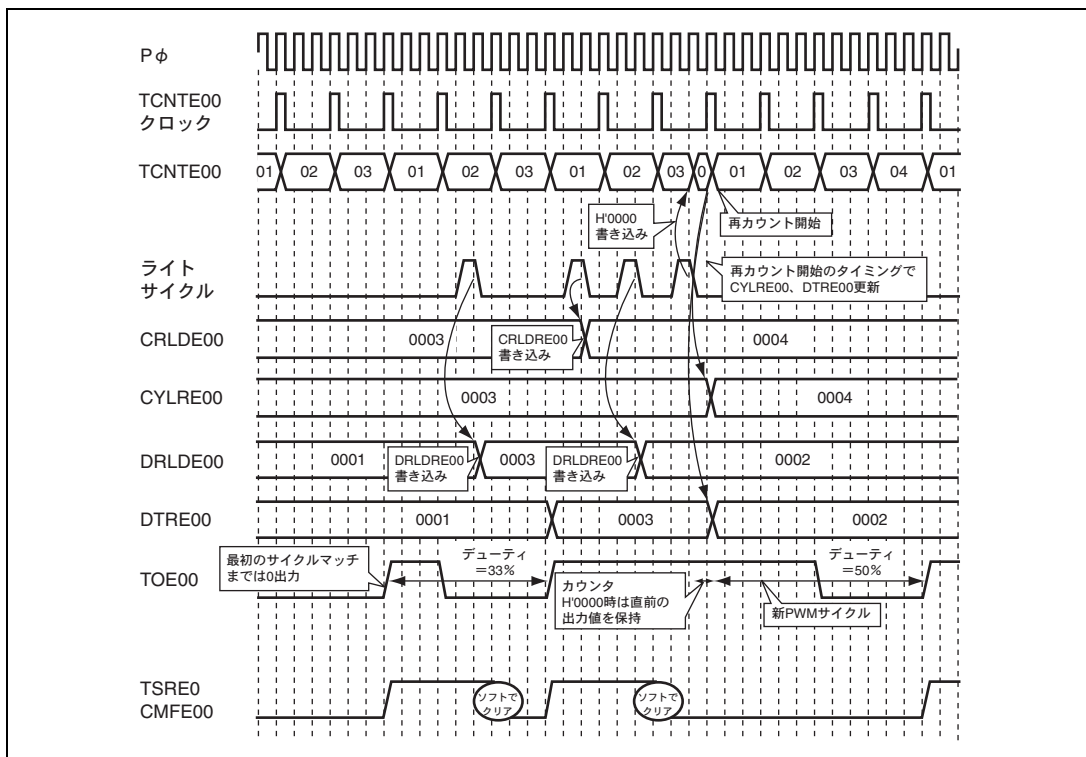 Pφ
TCNTE00
クロック
TCNTE00
01 02 03 01 02 03 01 02 03 0 01 02 03 04 01
H'0000
書き込み
再カウント開始
ライト
サイクル
再カウント開始のタイミングで
CYLRE00、DTRE00更新
CRLDE00
0003
CRLDRE00
書き込み
0004
CYLRE00
0003
0004
DRLDE00
0001
DRLDRE00
書き込み
0003
DRLDRE00
書き込み
0002
DTRE00
0001
0003
0002
最初のサイクルマッチ
までは0出力
TOE00
デューティ
=33%
カウンタ
H'0000時は直前の
出力値を保持
デューティ
=50%
新PWMサイクル
TSRE0
CMFE00
ソフトで
クリア
ソフトで
クリア